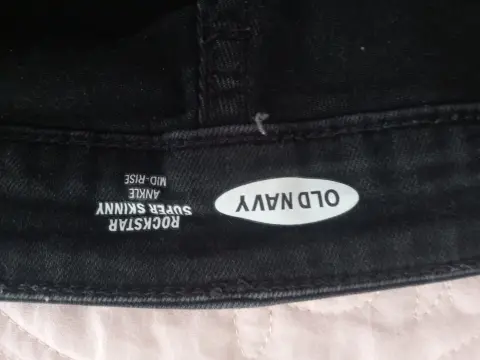 OLD NAVY
ROCKSTAR
SUPER SKINNY
ANKLE
MID-RISE